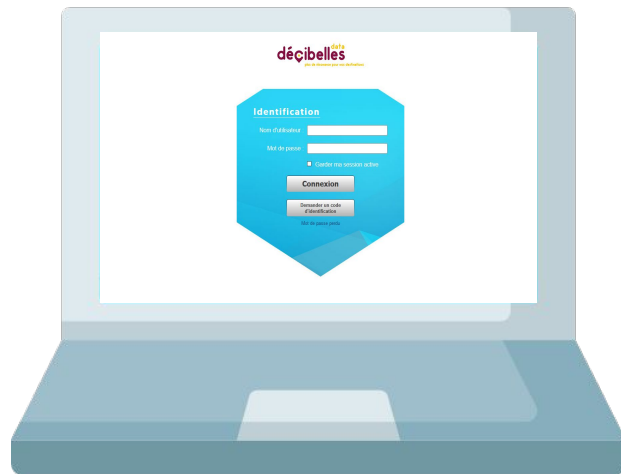 data
déçibelles
Identification
Nom d'utilisateur
Mot de passe
Garder ma session active
Connexion
Demander un code
d'identification
Mot de passe perdu